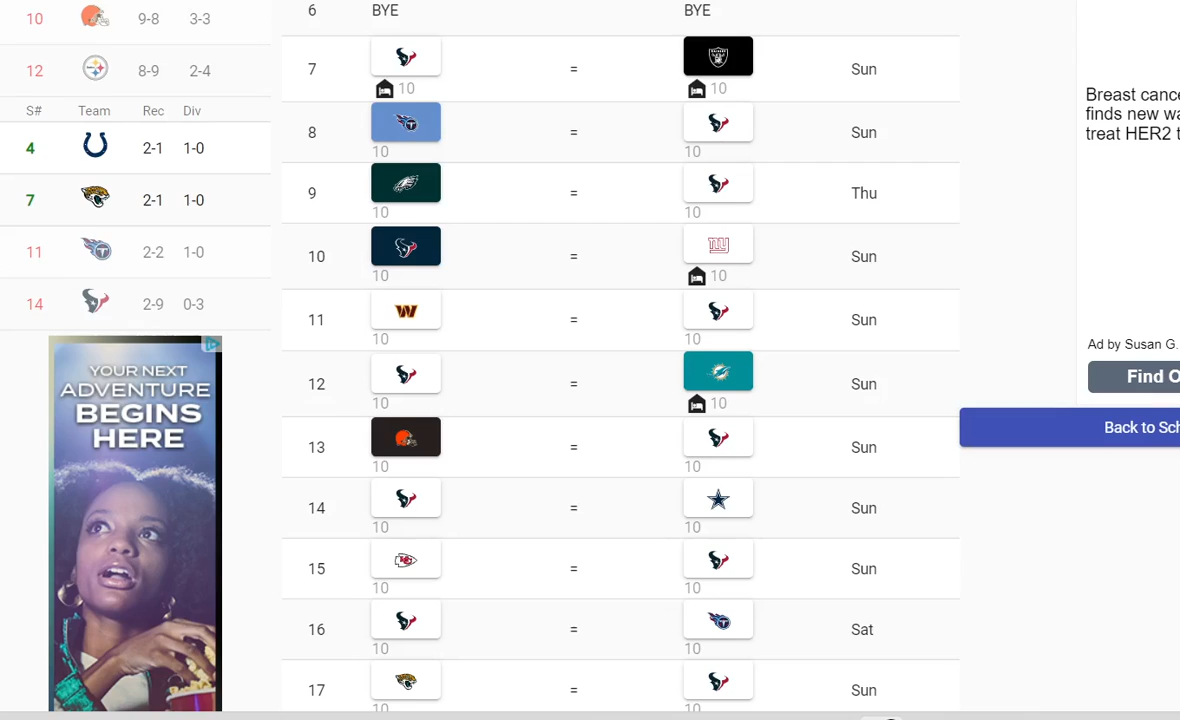 10 9-8 3-3
12 8-9 2-4
S# Team Rec Div
4 2-1 1-0
7 2-1 1-0
11 2-2 1-0
14 2-9 0-3
YOUR NEXT
ADVENTURE
BEGINS
HERE
6 BYE BYE
7 = Sun
10 10
8 = Sun
10 10
9 = Thu
10 10
10 = Sun
10 10
11 = Sun
10 10
12 = Sun
10 10
13 = Sun
10 10
14 = Sun
10 10
15 = Sun
10 10
16 = Sat
10 10
17 = Sun
10 10
Breast cance
finds new wa
treat HER2 t
Ad by Susan G.
Find O
Back to Sch